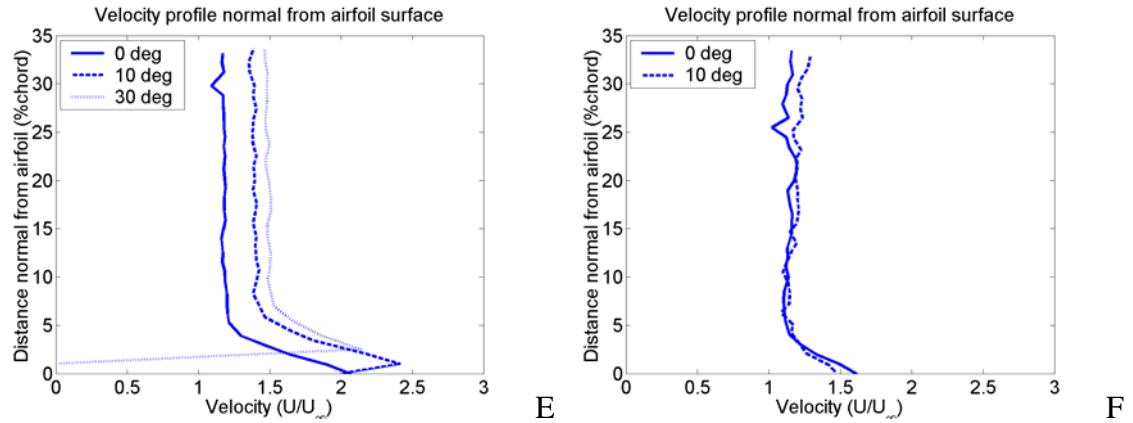 Velocity profile normal from airfoil surface
35
30
25
20
15
10
5
0
Distance normal from airfoil (%chord)
0 deg
10 deg
30 deg
0
0.5
1
1.5
2
2.5
3
Velocity (U/U∞)
E
Velocity profile normal from airfoil surface
35
30
25
20
15
10
5
0
Distance normal from airfoil (%chord)
0 deg
10 deg
0
0.5
1
1.5
2
2.5
3
Velocity (U/U∞)
F